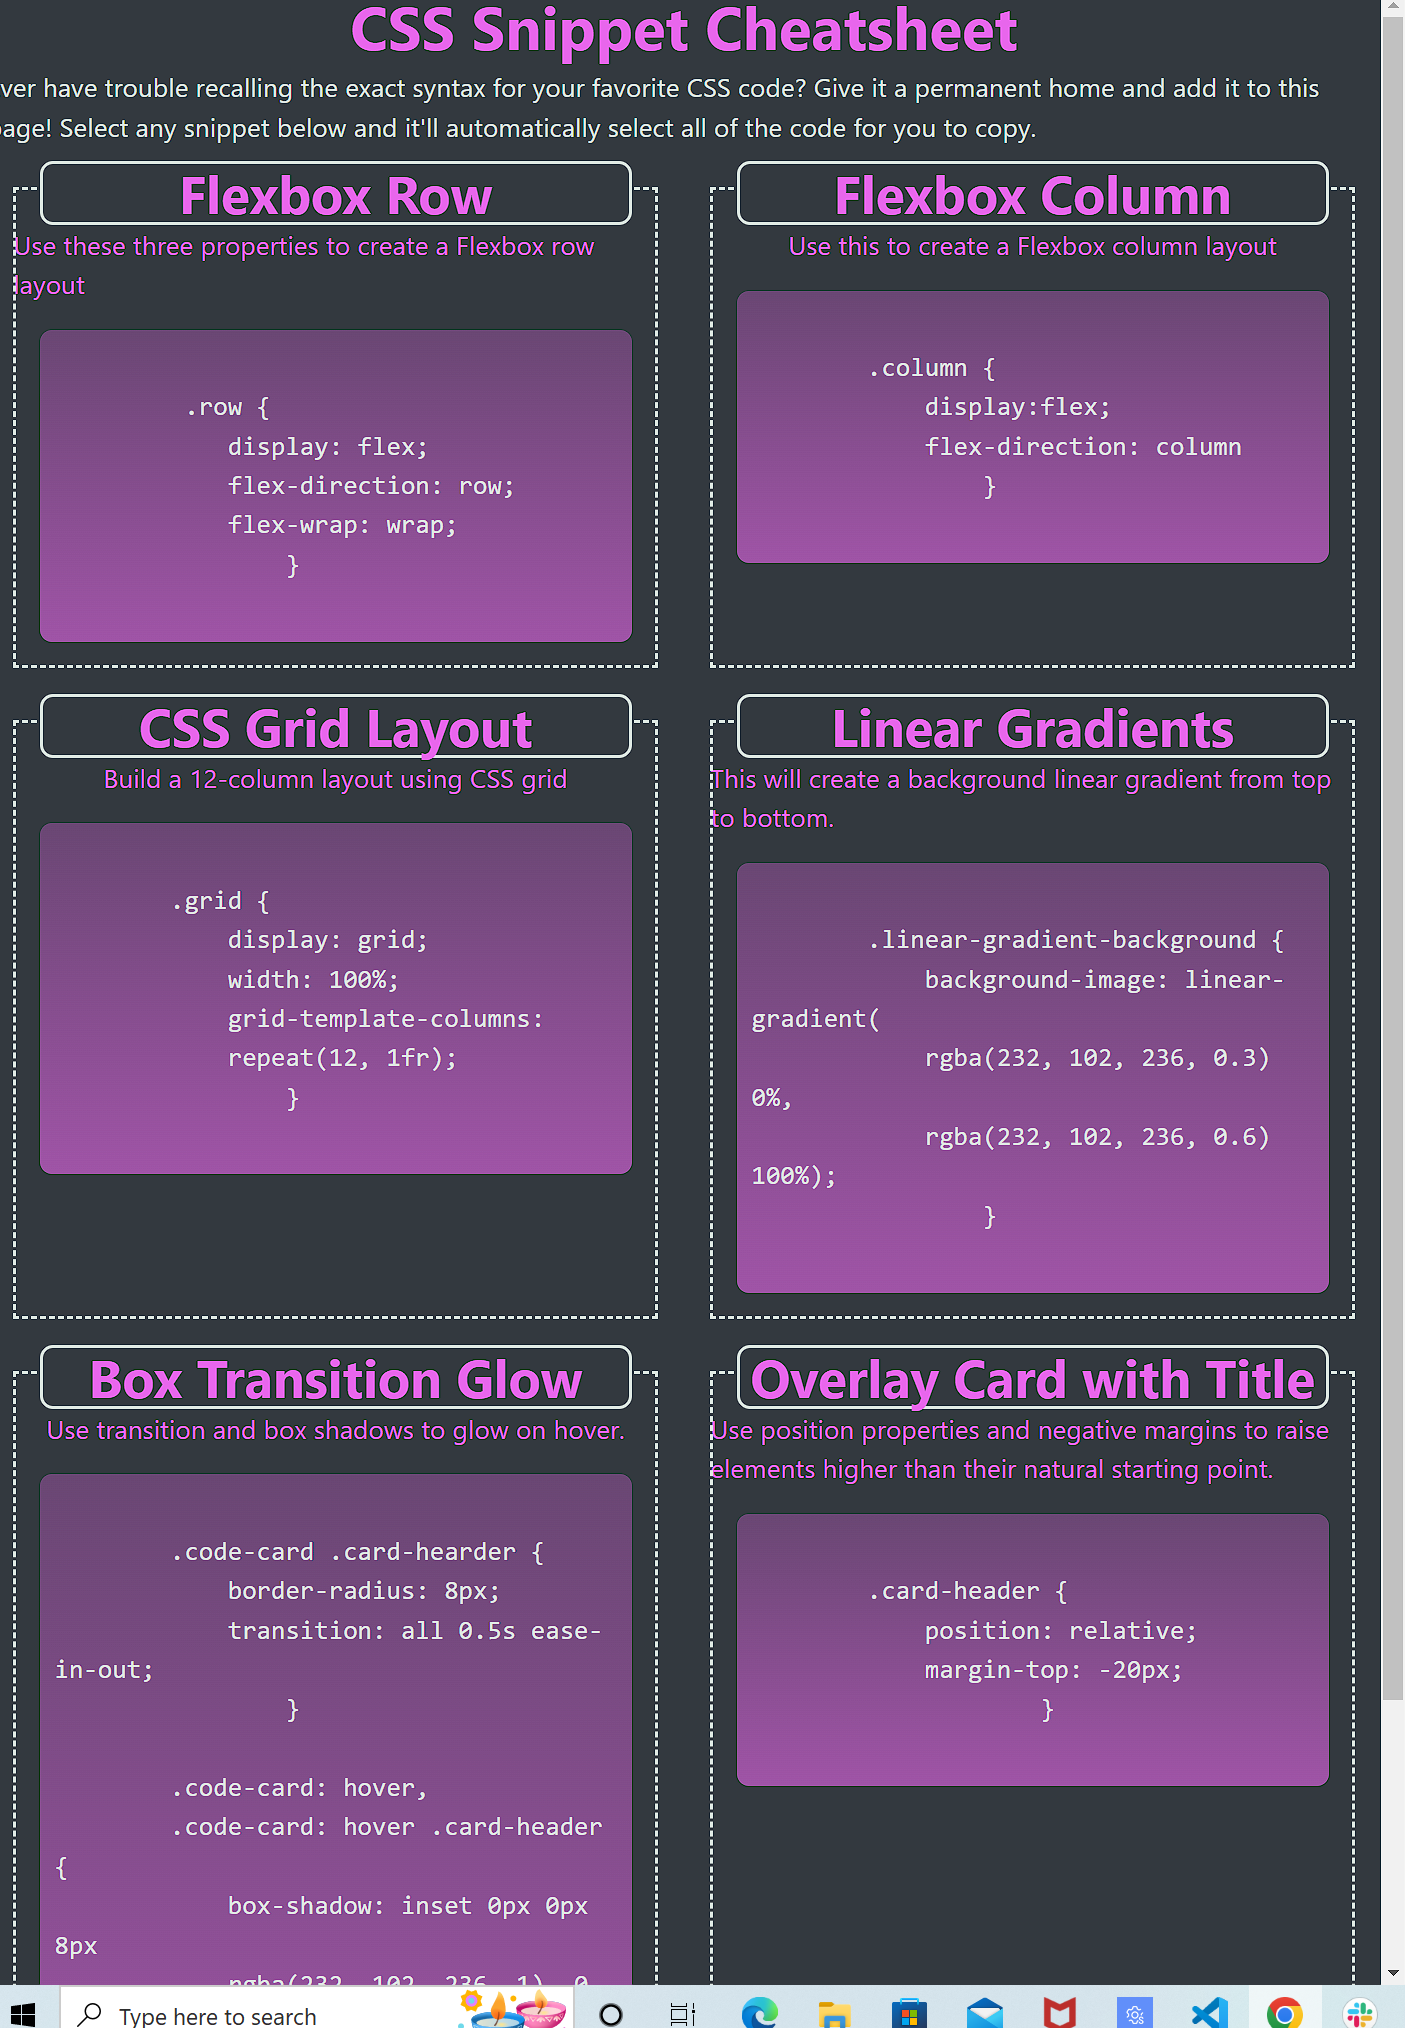 CSS Snippet Cheatsheet
ver have trouble recalling the exact syntax for your favorite CSS code? Give it a permanent home and add it to this
age! Select any snippet below and it'll automatically select all of the code for you to copy.
Flexbox Row
Use these three properties to create a Flexbox row
layout
.row {
display: flex;
flex-direction: row;
flex-wrap: wrap;
}
Flexbox Column
Use this to create a Flexbox column layout
.column {
display:flex;
flex-direction: column
}
CSS Grid Layout
Build a 12-column layout using CSS grid
.grid {
display: grid;
width: 100%;
grid-template-columns:
repeat(12, 1fr);
}
Linear Gradients
This will create a background linear gradient from top
to bottom.
.linear-gradient-background {
background-image: linear-
gradient(
rgba(232, 102, 236, 0.3)
0%,
rgba(232, 102, 236, 0.6)
100%);
}
Box Transition Glow
Use transition and box shadows to glow on hover.
.code-card .card-hearder {
border-radius: 8px;
transition: all 0.5s ease-
in-out;
}
.code-card: hover,
.code-card: hover .card-header
{
box-shadow: inset 0px 0px
8px
rgba(232, 102, 236, 1), 0
Overlay Card with Title
Use position properties and negative margins to raise
elements higher than their natural starting point.
.card-header {
position: relative;
margin-top: -20px;
}
Type here to search